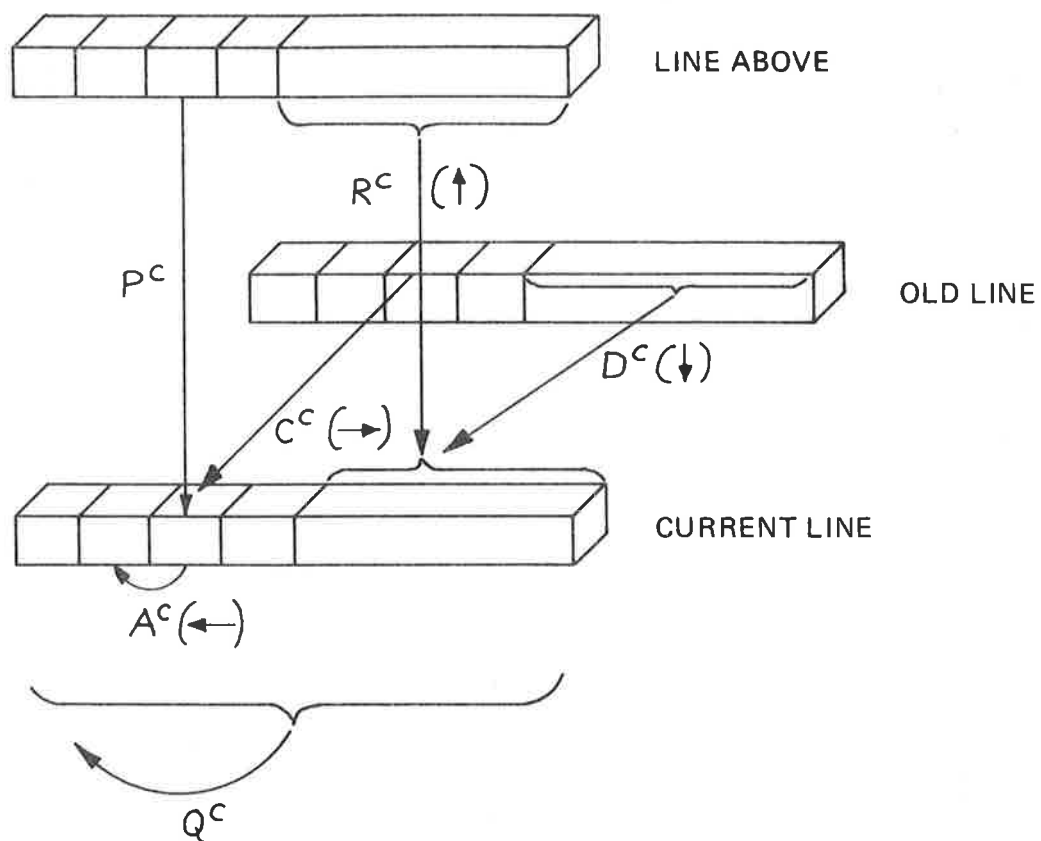 LINE ABOVE
R^C (↑)
P^C
OLD LINE
D^C (↓)
C^C (→)
CURRENT LINE
A^C (←)
Q^C